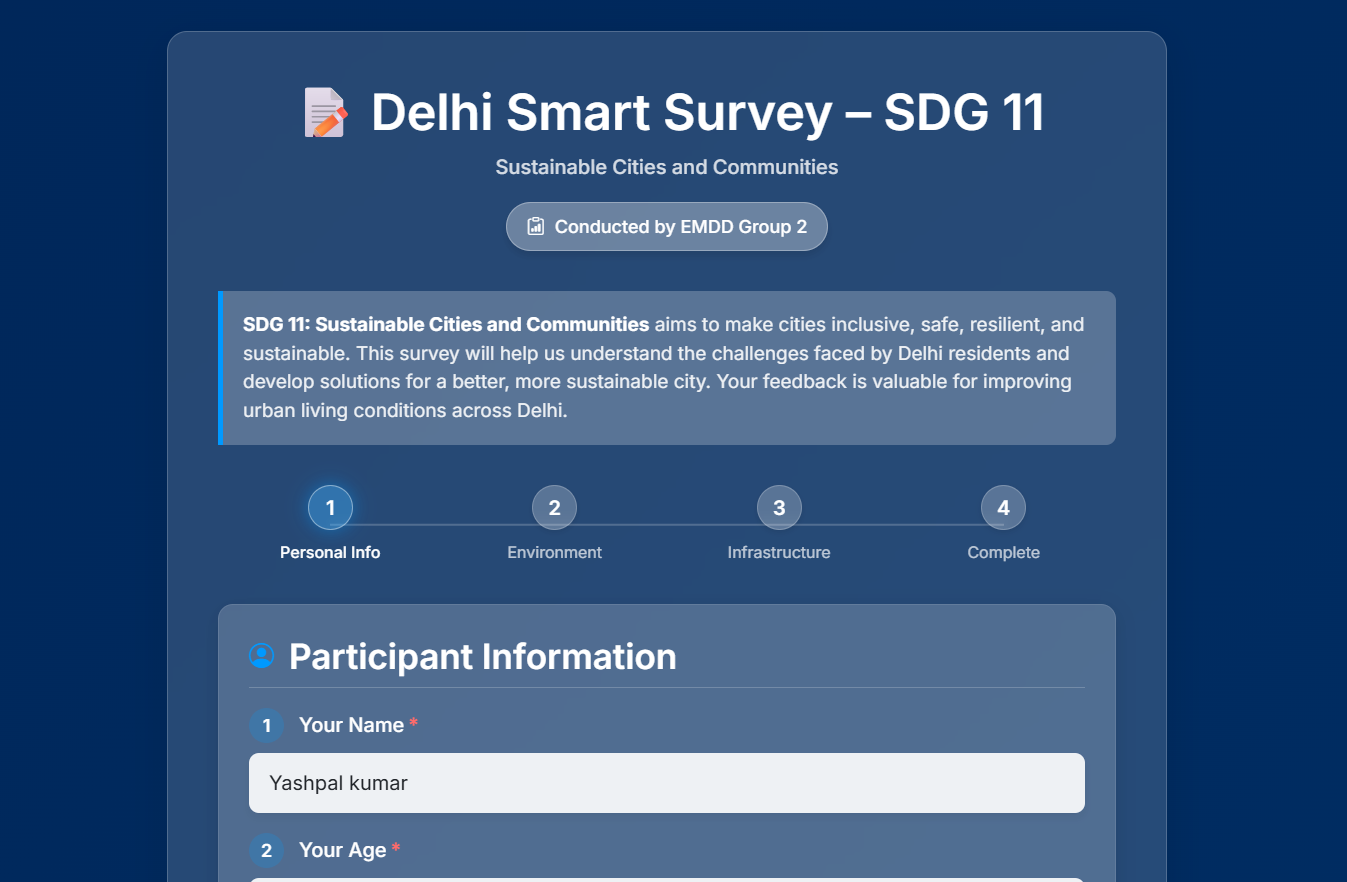 Delhi Smart Survey – SDG 11
Sustainable Cities and Communities
Conducted by EMDD Group 2
SDG 11: Sustainable Cities and Communities aims to make cities inclusive, safe, resilient, and
sustainable. This survey will help us understand the challenges faced by Delhi residents and
develop solutions for a better, more sustainable city. Your feedback is valuable for improving
urban living conditions across Delhi.
1 2 3 4
Personal Info Environment Infrastructure Complete
Participant Information
1 Your Name *
Yashpal kumar
2 Your Age *